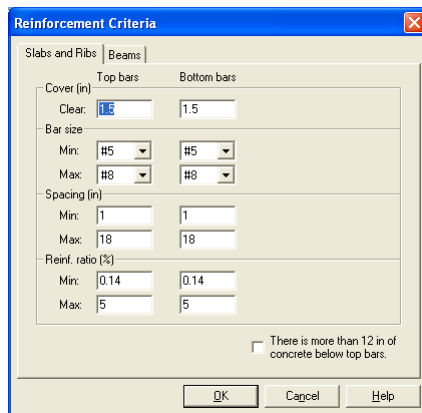 Reinforcement Criteria
Slabs and Ribs Beams
Top bars Bottom bars
Cover (in)
Clear: 1.5 1.5
Bar size
Min: #5 #5
Max: #8 #8
Spacing (in)
Min: 1 1
Max: 18 18
Reinf. ratio (%)
Min: 0.14 0.14
Max: 5 5
There is more than 12 in of
concrete below top bars.
OK Cancel Help